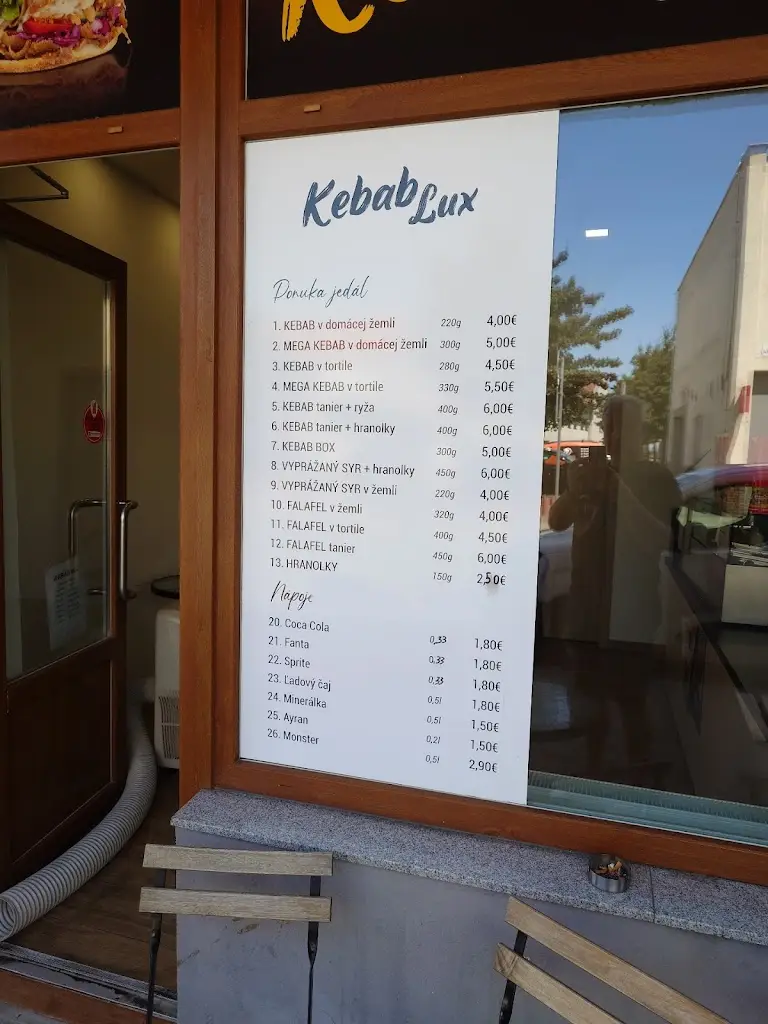 Kebab Lux
Ponuka jedál
1. KEBAB v domácej žemli 220g 4,00€
2. MEGA KEBAB v domácej žemli 300g 5,00€
3. KEBAB v tortile 280g 4,50€
4. MEGA KEBAB v tortile 330g 5,50€
5. KEBAB tanier + ryža 400g 6,00€
6. KEBAB tanier + hranolky 400g 6,00€
7. KEBAB BOX 300g 5,00€
8. VYPRÁŽANÝ SYR + hranolky 450g 6,00€
9. VYPRÁŽANÝ SYR v žemli 220g 4,00€
10. FALAFEL v žemli 320g 4,00€
11. FALAFEL v tortile 400g 4,50€
12. FALAFEL tanier 450g 6,00€
13. HRANOLKY 150g 2,50€
Nápoje
20. Coca Cola 0,33 1,80€
21. Fanta 0,33 1,80€
22. Sprite 0,33 1,80€
23. Ľadový čaj 0,5l 1,80€
24. Minerálka 0,5l 1,50€
25. Ayran 0,2l 1,50€
26. Monster 0,5l 2,90€